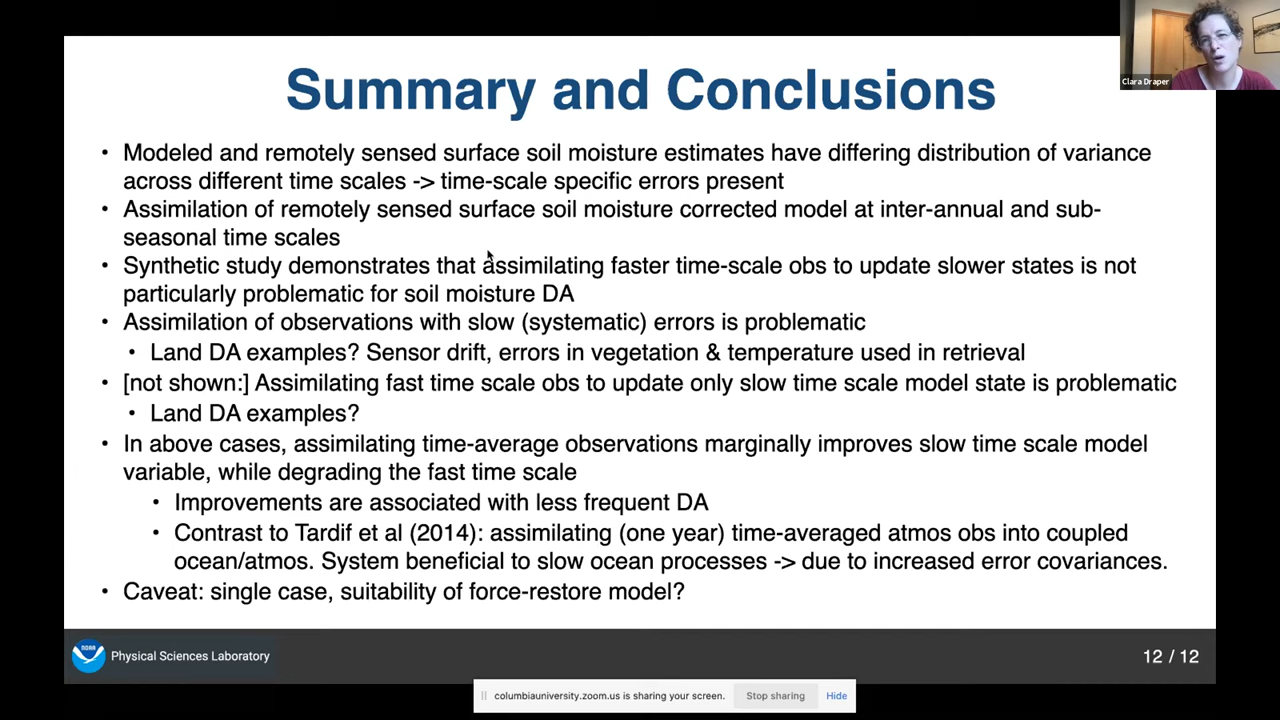 Clara Draper
Summary and Conclusions
• Modeled and remotely sensed surface soil moisture estimates have differing distribution of variance
across different time scales -> time-scale specific errors present
• Assimilation of remotely sensed surface soil moisture corrected model at inter-annual and sub-
seasonal time scales
• Synthetic study demonstrates that assimilating faster time-scale obs to update slower states is not
particularly problematic for soil moisture DA
• Assimilation of observations with slow (systematic) errors is problematic
• Land DA examples? Sensor drift, errors in vegetation & temperature used in retrieval
• [not shown:] Assimilating fast time scale obs to update only slow time scale model state is problematic
• Land DA examples?
• In above cases, assimilating time-average observations marginally improves slow time scale model
variable, while degrading the fast time scale
• Improvements are associated with less frequent DA
• Contrast to Tardif et al (2014): assimilating (one year) time-averaged atmos obs into coupled
ocean/atmos. System beneficial to slow ocean processes -> due to increased error covariances.
• Caveat: single case, suitability of force-restore model?
NOAA
Physical Sciences Laboratory
12 / 12
columbiauniversity.zoom.us is sharing your screen.
Stop sharing
Hide